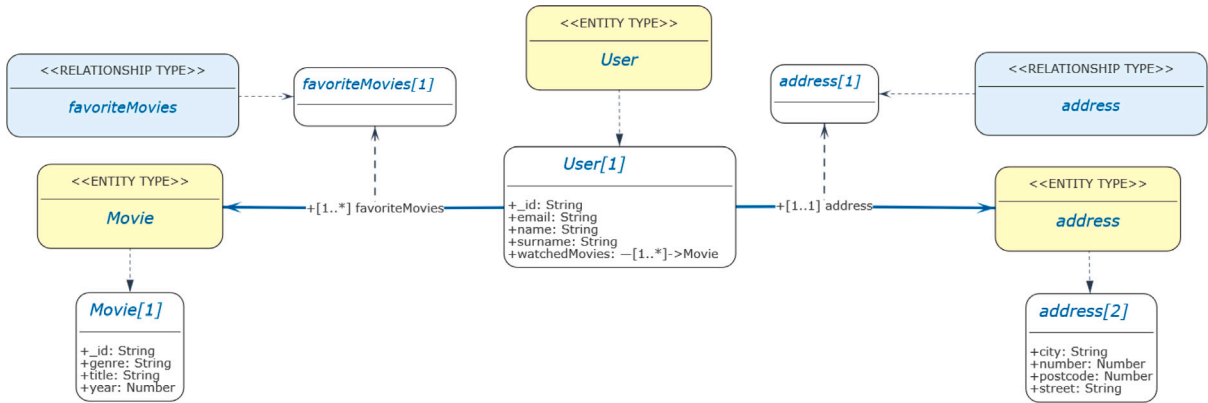 <<ENTITY TYPE>>
User
<<RELATIONSHIP TYPE>>
favoriteMovies
favoriteMovies[1]
address[1]
<<RELATIONSHIP TYPE>>
address
<<ENTITY TYPE>>
Movie
+[1..*] favoriteMovies
User[1]
+_id: String
+email: String
+name: String
+surname: String
+watchedMovies: —[1..*]->Movie
+[1..1] address
<<ENTITY TYPE>>
address
Movie[1]
+_id: String
+genre: String
+title: String
+year: Number
address[2]
+city: String
+number: Number
+postcode: Number
+street: String